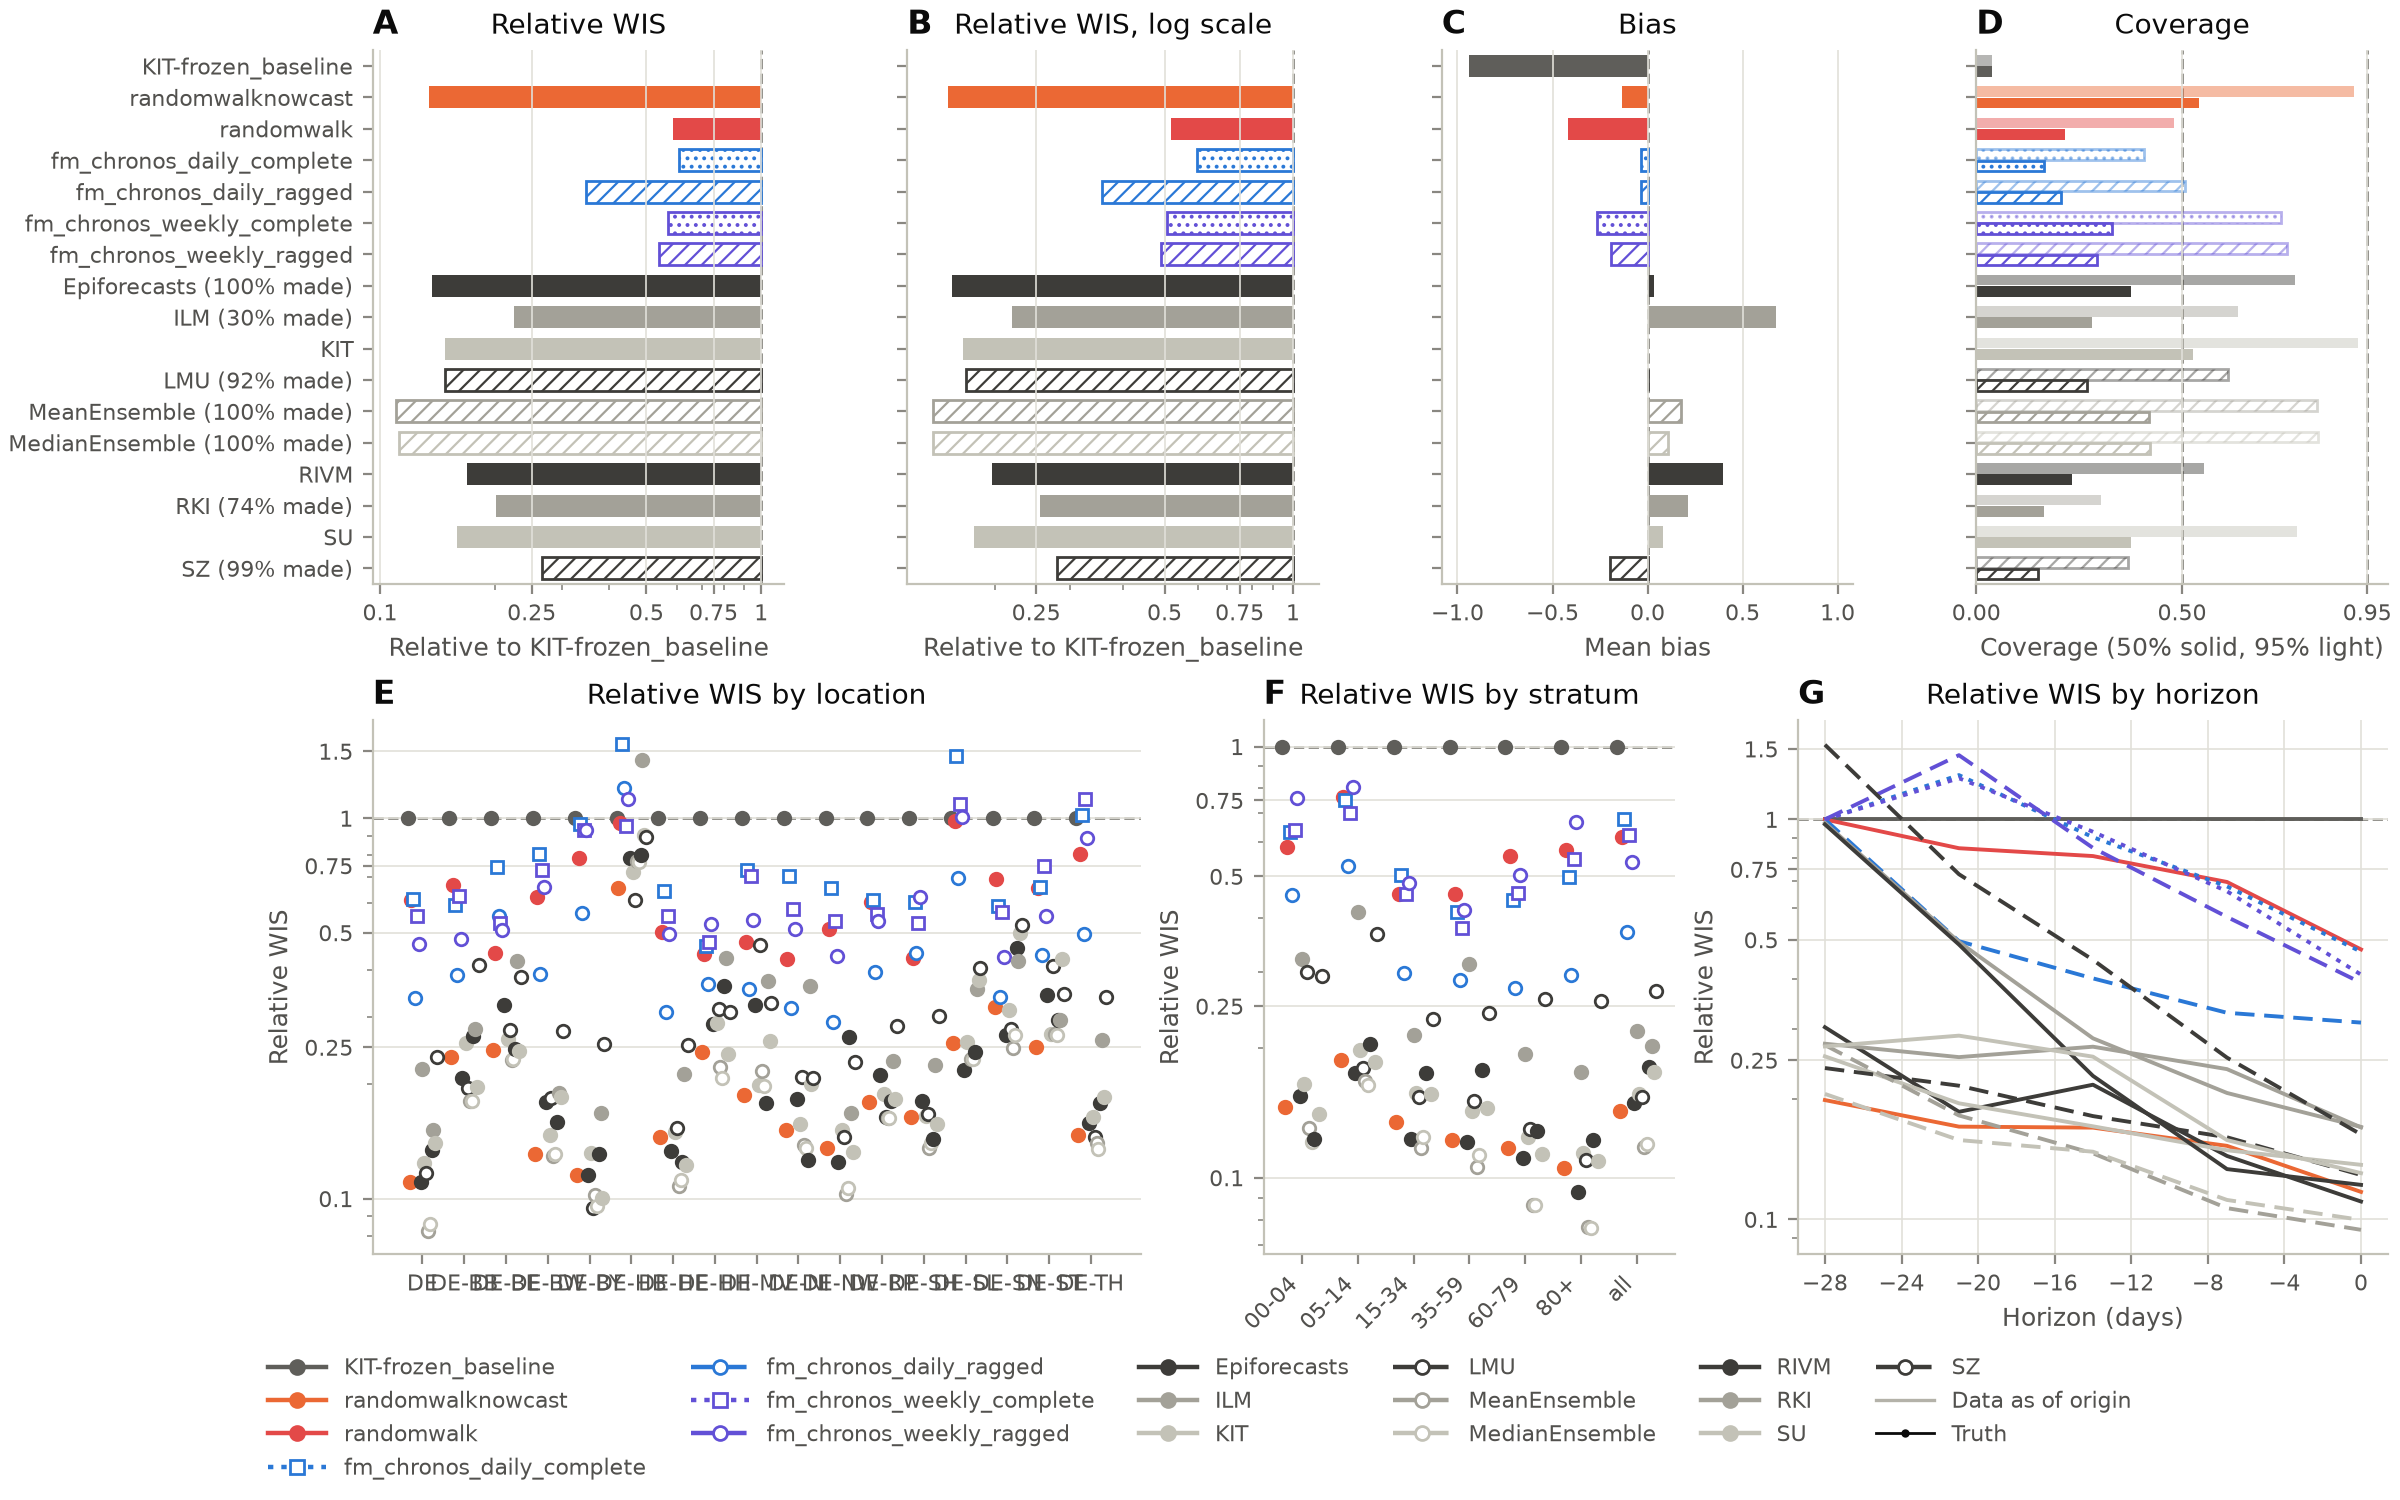 A Relative WIS
B Relative WIS, log scale
C Bias
D Coverage
KIT-frozen_baseline
randomwalknowcast
randomwalk
fm_chronos_daily_complete
fm_chronos_daily_ragged
fm_chronos_weekly_complete
fm_chronos_weekly_ragged
Epiforecasts (100% made)
ILM (30% made)
KIT
LMU (92% made)
MeanEnsemble (100% made)
MedianEnsemble (100% made)
RIVM
RKI (74% made)
SU
SZ (99% made)
0.1 0.25 0.5 0.75 1
Relative to KIT-frozen_baseline
0.25 0.5 0.75 1
Relative to KIT-frozen_baseline
−1.0 −0.5 0.0 0.5 1.0
Mean bias
0.00 0.50 0.95
Coverage (50% solid, 95% light)
E Relative WIS by location
Relative WIS
1.5
1
0.75
0.5
0.25
0.1
DE
DE-TH
F Relative WIS by stratum
Relative WIS
1
0.75
0.5
0.25
0.1
00-04 05-14 15-34 35-59 60-79 80+ all
G Relative WIS by horizon
Relative WIS
1.5
1
0.75
0.5
0.25
0.1
−28 −24 −20 −16 −12 −8 −4 0
Horizon (days)
KIT-frozen_baseline
randomwalknowcast
randomwalk
fm_chronos_daily_complete
fm_chronos_daily_ragged
fm_chronos_weekly_complete
fm_chronos_weekly_ragged
Epiforecasts
ILM
KIT
LMU
MeanEnsemble
MedianEnsemble
RIVM
RKI
SU
SZ
Data as of origin
Truth